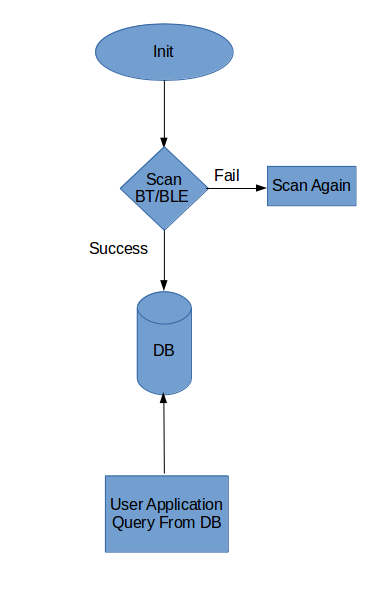 Init
Scan
BT/BLE
Fail
Scan Again
Success
DB
User Application
Query From DB